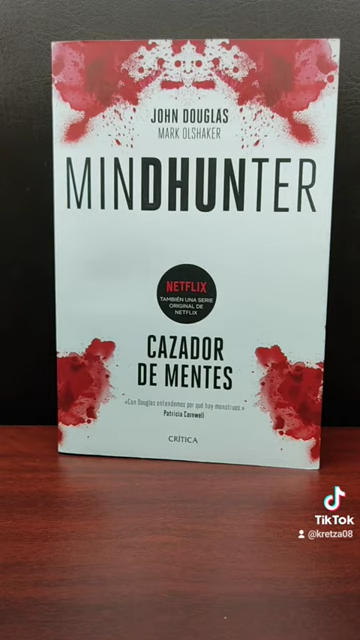 JOHN DOUGLAS
MARK OLSHAKER
MINDHUNTER
NETFLIX
TAMBIÉN UNA SERIE
ORIGINAL DE
NETFLIX
CAZADOR
DE MENTES
«Con Douglas entendemos por qué hay monstruos.»
Patricia Cornwell
CRÍTICA
TikTok
@kretza08